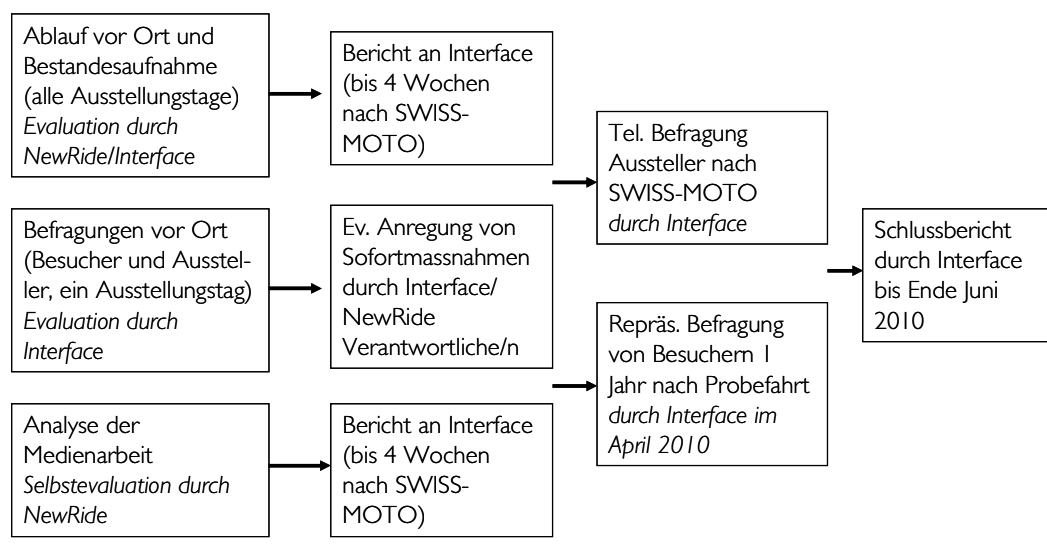 Ablauf vor Ort und
Bestandesaufnahme
(alle Ausstellungstage)
Evaluation durch
NewRide/Interface
Bericht an Interface
(bis 4 Wochen
nach SWISS-
MOTO)
Befragungen vor Ort
(Besucher und Ausstel-
ler, ein Ausstellungstag)
Evaluation durch
Interface
Ev. Anregung von
Sofortmassnahmen
durch Interface/
NewRide
Verantwortliche/n
Analyse der
Medienarbeit
Selbstevaluation durch
NewRide
Bericht an Interface
(bis 4 Wochen
nach SWISS-
MOTO)
Tel. Befragung
Aussteller nach
SWISS-MOTO
durch Interface
Repräs. Befragung
von Besuchern 1
Jahr nach Probefahrt
durch Interface im
April 2010
Schlussbericht
durch Interface
bis Ende Juni
2010